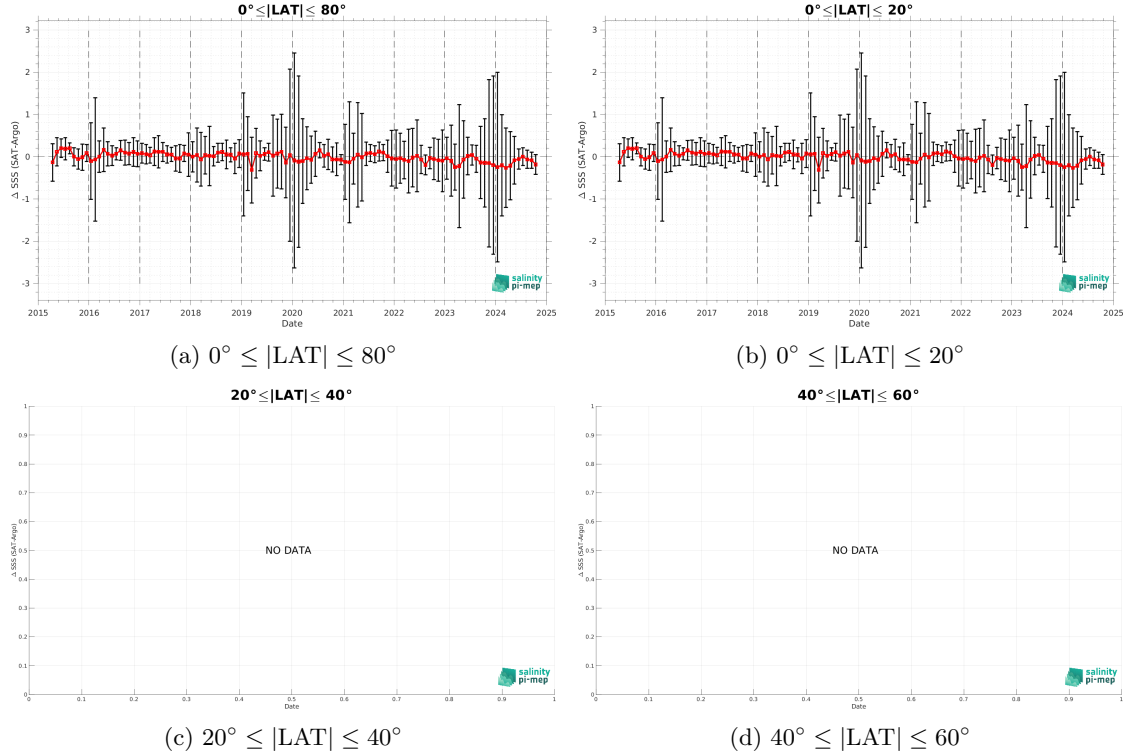 0°≤|LAT|≤ 80°
3
2
1
0
-1
-2
-3
Δ SSS (SAT-Argo)
salinity
pi-mep
2015 2016 2017 2018 2019 2020 2021 2022 2023 2024 2025
Date
(a) 0° ≤ |LAT| ≤ 80°
0°≤|LAT|≤ 20°
3
2
1
0
-1
-2
-3
Δ SSS (SAT-Argo)
salinity
pi-mep
2015 2016 2017 2018 2019 2020 2021 2022 2023 2024 2025
Date
(b) 0° ≤ |LAT| ≤ 20°
20°≤|LAT|≤ 40°
1
0.9
0.8
0.7
0.6
0.5
0.4
0.3
0.2
0.1
0
Δ SSS (SAT-Argo)
NO DATA
salinity
pi-mep
0 0.1 0.2 0.3 0.4 0.5 0.6 0.7 0.8 0.9 1
Date
(c) 20° ≤ |LAT| ≤ 40°
40°≤|LAT|≤ 60°
1
0.9
0.8
0.7
0.6
0.5
0.4
0.3
0.2
0.1
0
Δ SSS (SAT-Argo)
NO DATA
salinity
pi-mep
0 0.1 0.2 0.3 0.4 0.5 0.6 0.7 0.8 0.9 1
Date
(d) 40° ≤ |LAT| ≤ 60°